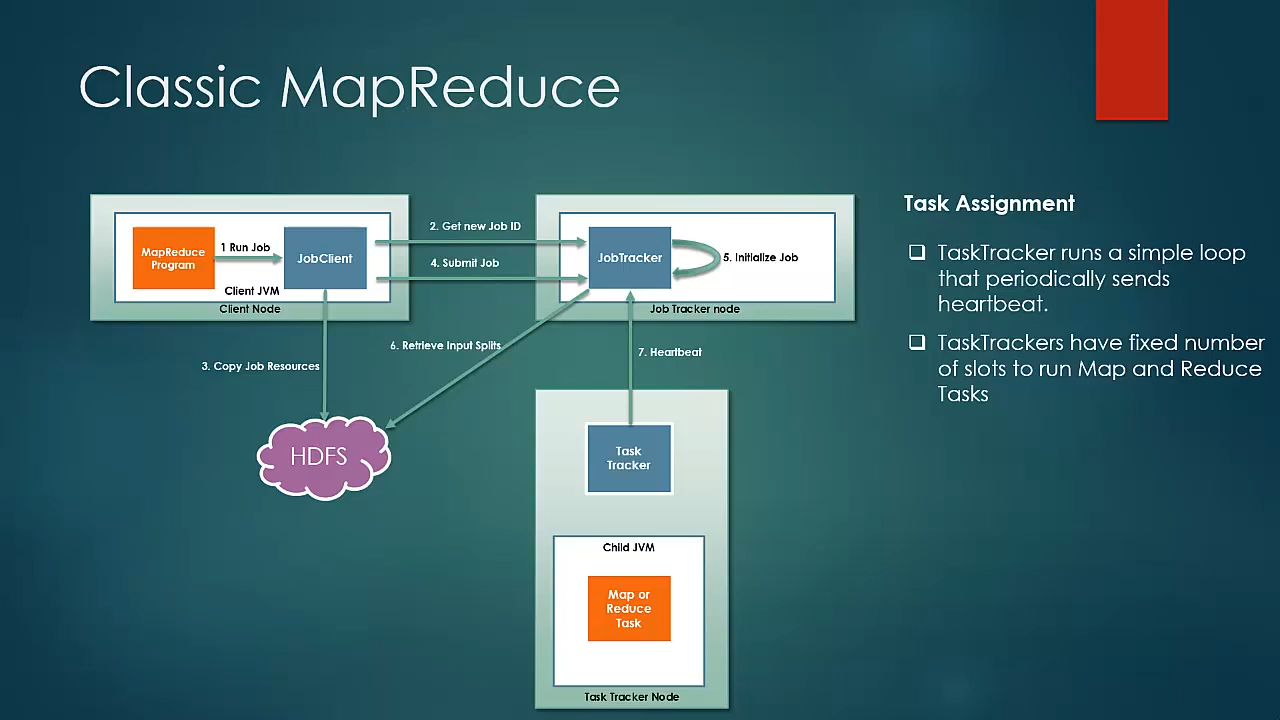 Classic MapReduce
MapReduce
Program
1 Run Job
JobClient
Client JVM
Client Node
2. Get new Job ID
4. Submit Job
JobTracker
5. Initialize Job
Job Tracker node
3. Copy Job Resources
6. Retrieve Input Splits
7. Heartbeat
HDFS
Task
Tracker
Child JVM
Map or
Reduce
Task
Task Tracker Node
Task Assignment
TaskTracker runs a simple loop
that periodically sends
heartbeat.
TaskTrackers have fixed number
of slots to run Map and Reduce
Tasks